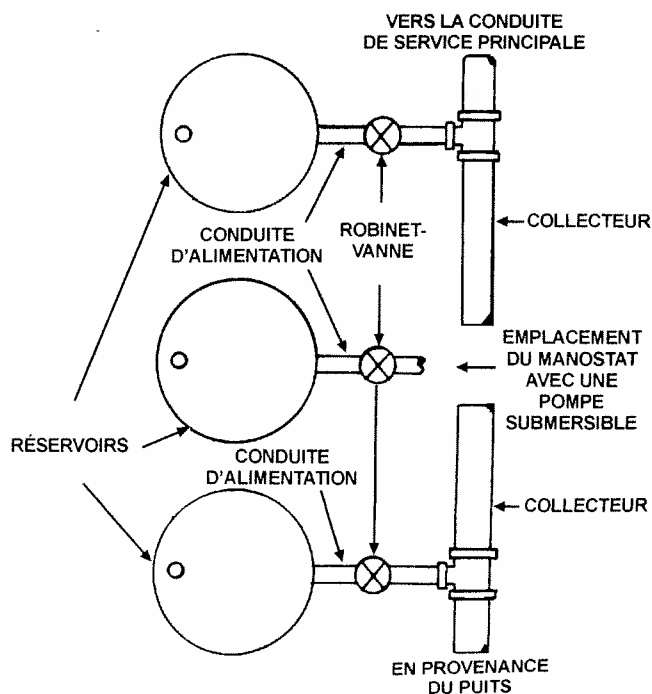 VERS LA CONDUITE
DE SERVICE PRINCIPALE
CONDUITE
D'ALIMENTATION
ROBINET-
VANNE
COLLECTEUR
EMPLACEMENT
DU MANOSTAT
AVEC UNE
POMPE
SUBMERSIBLE
RÉSERVOIRS
CONDUITE
D'ALIMENTATION
COLLECTEUR
EN PROVENANCE
DU PUITS